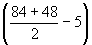 (84 + 48 / 2 − 5)